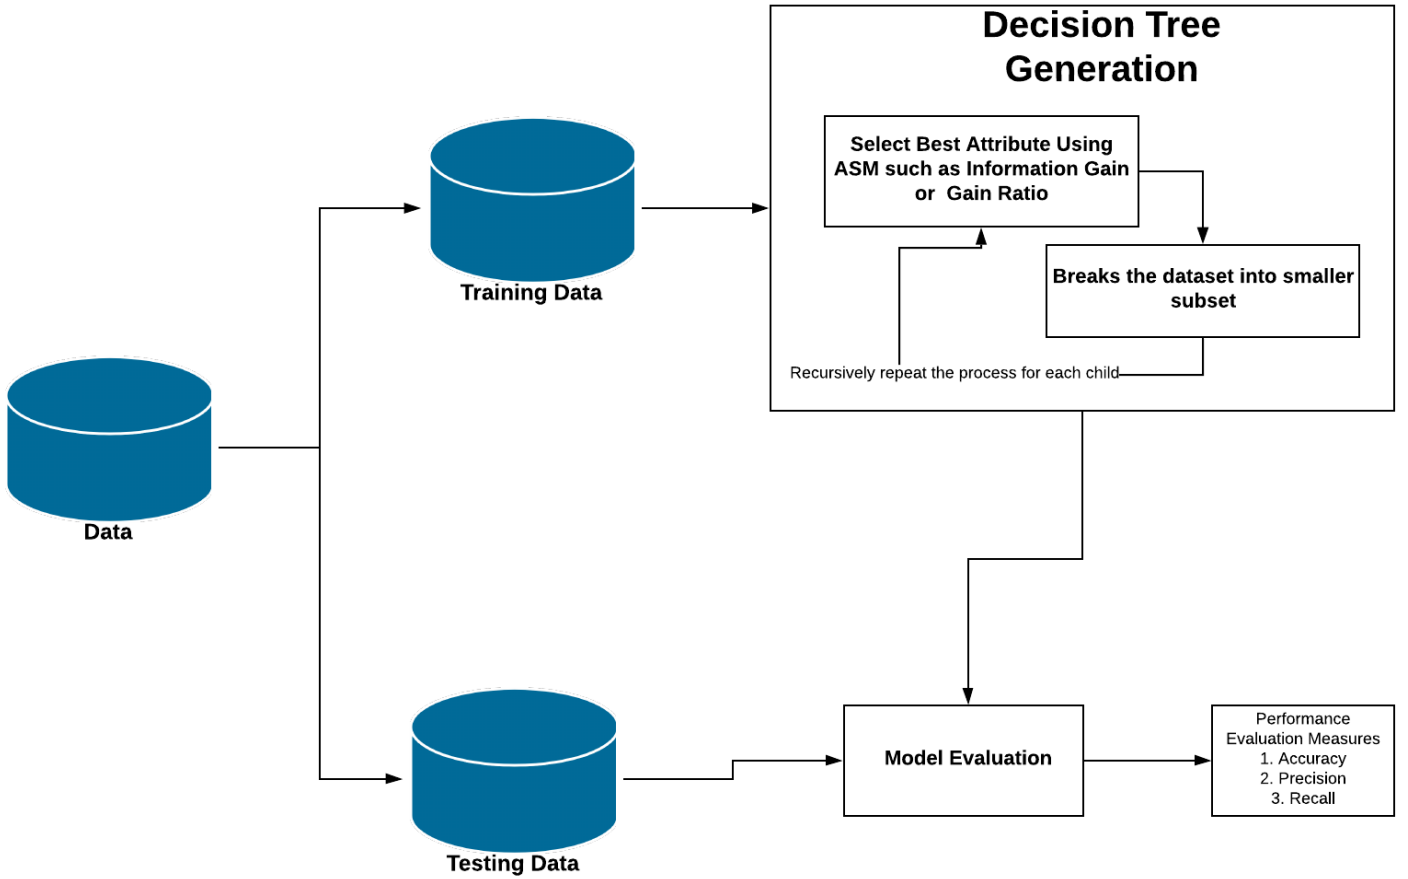 Decision Tree
Generation
Select Best Attribute Using
ASM such as Information Gain
or Gain Ratio
Breaks the dataset into smaller
subset
Recursively repeat the process for each child
Training Data
Data
Testing Data
Model Evaluation
Performance
Evaluation Measures
1. Accuracy
2. Precision
3. Recall